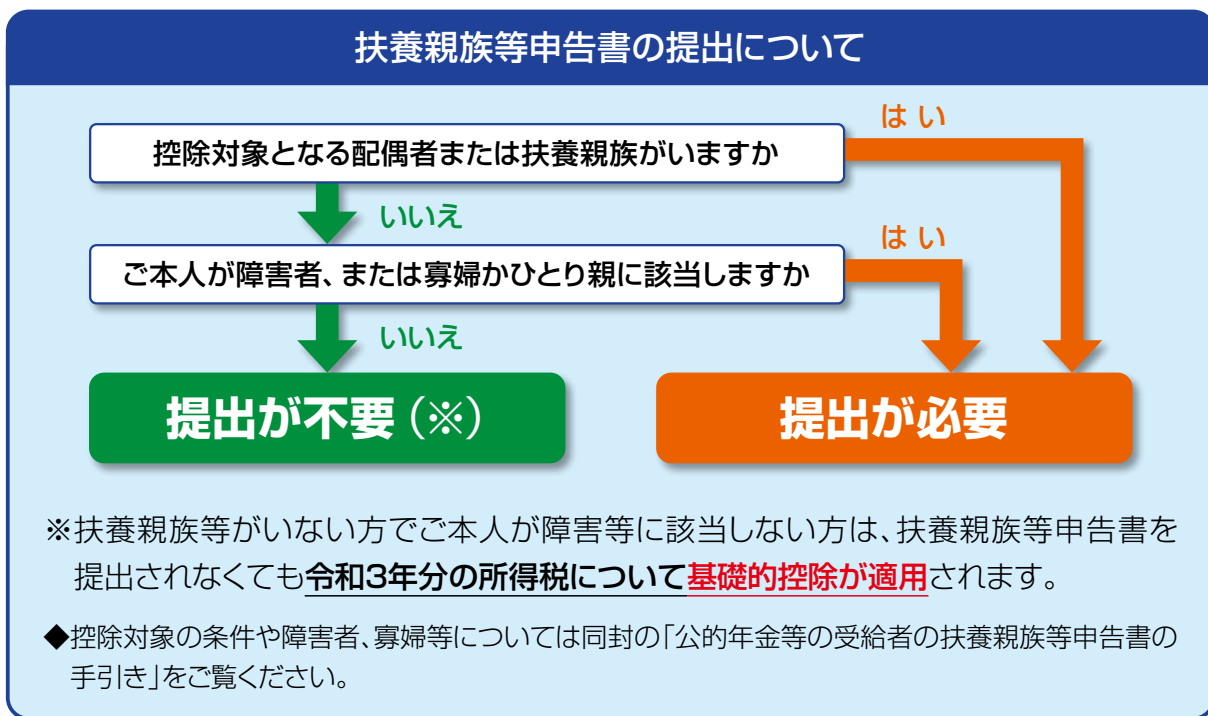 扶養親族等申告書の提出について
はい
控除対象となる配偶者または扶養親族がいますか
いいえ
はい
ご本人が障害者、または寡婦かひとり親に該当しますか
いいえ
提出が不要(※)
提出が必要
※扶養親族等がいない方でご本人が障害等に該当しない方は、扶養親族等申告書を
提出されなくても令和3年分の所得税について基礎的控除が適用されます。
◆控除対象の条件や障害者、寡婦等については同封の「公的年金等の受給者の扶養親族等申告書の
手引き」をご覧ください。